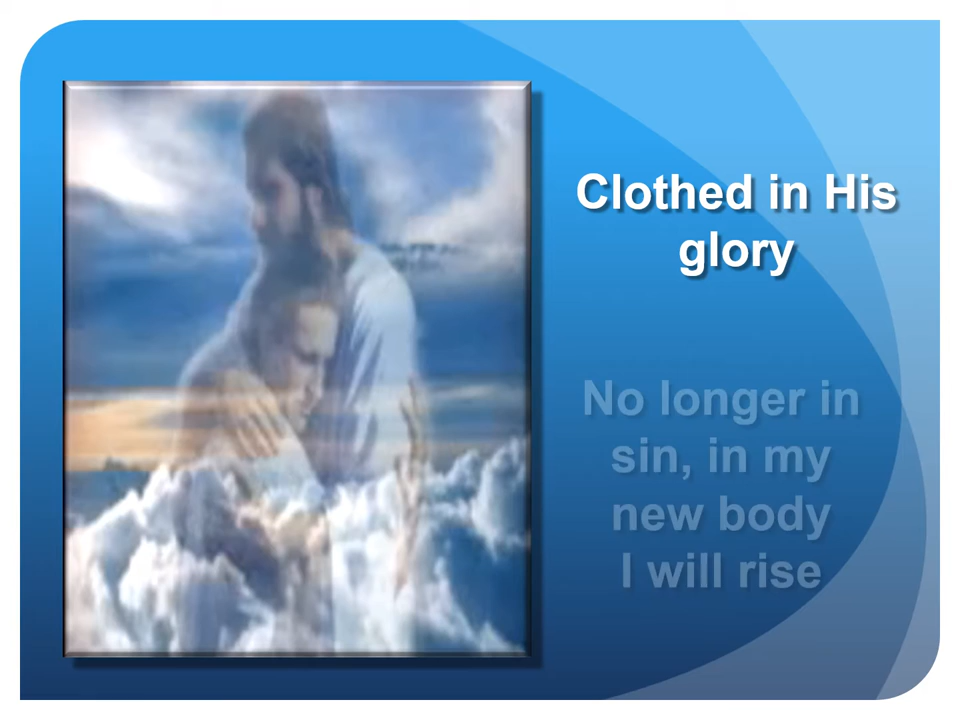 Clothed in His
glory
No longer in
sin, in my
new body
I will rise